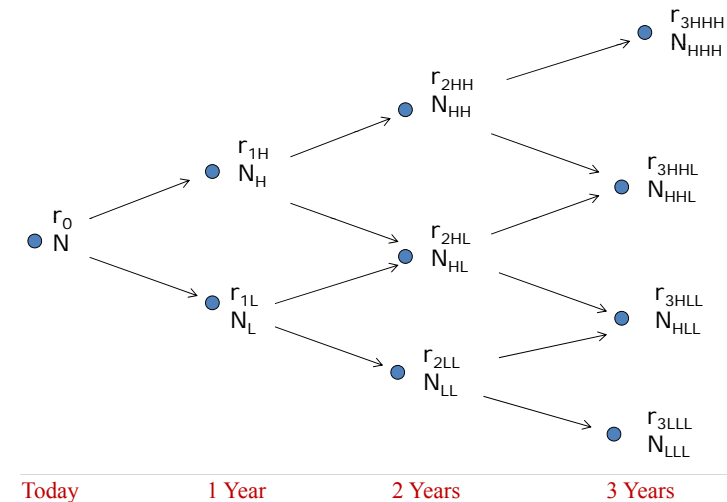 r3HHH
NHHH
r2HH
NHH
r1H
NH
r3HHL
NHHL
r0
N
r2HL
NHL
r1L
NL
r3HLL
NHLL
r2LL
NLL
r3LLL
NLLL
Today 1 Year 2 Years 3 Years